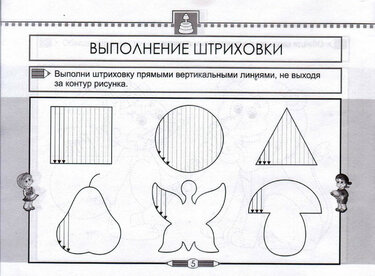 ВЫПОЛНЕНИЕ ШТРИХОВКИ
Выполни штриховку прямыми вертикальными линиями, не выходя
за контур рисунка.
5